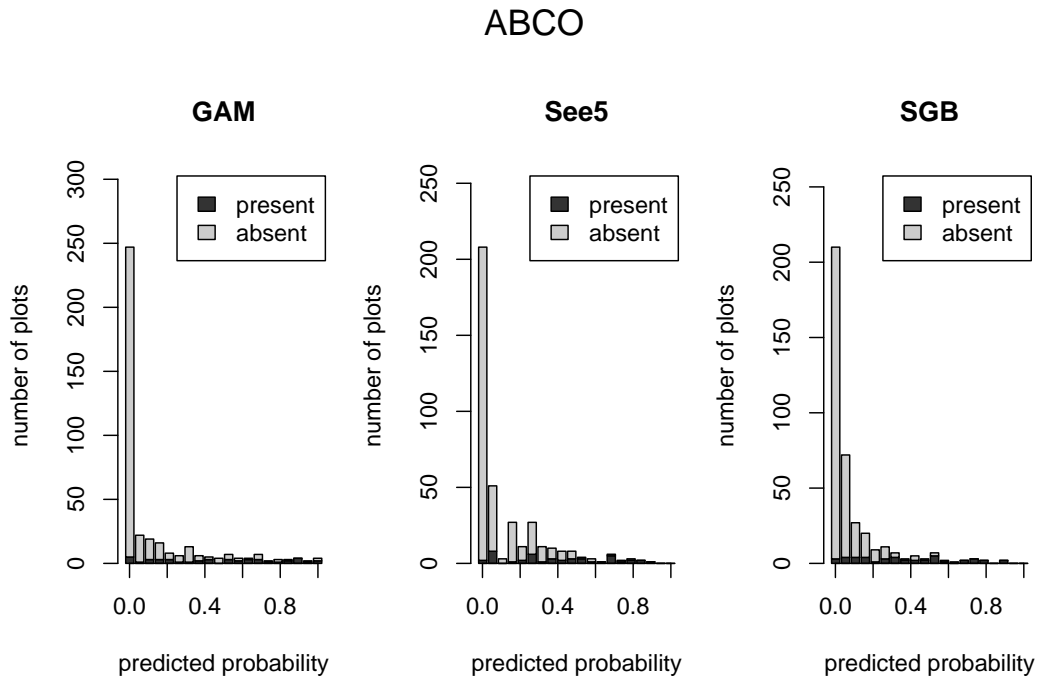 ABCO
GAM
number of plots
300
250
200
150
100
50
0
present
absent
0.0 0.4 0.8
predicted probability
See5
number of plots
250
200
150
100
50
0
present
absent
0.0 0.4 0.8
predicted probability
SGB
number of plots
250
200
150
100
50
0
present
absent
0.0 0.4 0.8
predicted probability